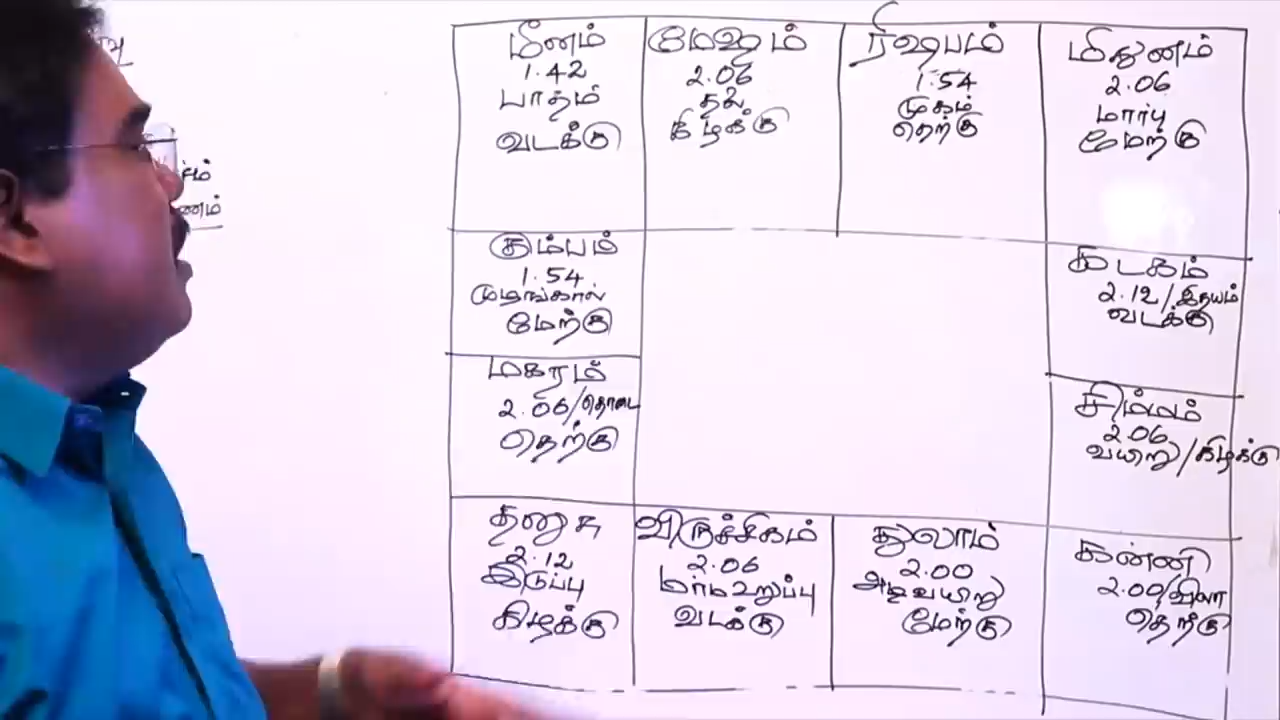 மீனம்
1.42
பாதம்
வடக்கு
மேஷம்
2.06
தலை
கிழக்கு
ரிஷபம்
1.54
முகம்
தெற்கு
மிதுனம்
2.06
மார்பு
மேற்கு
கும்பம்
1.54
முழங்கால்
மேற்கு
கடகம்
2.12/இதயம்
வடக்கு
மகரம்
2.06/தொடை
தெற்கு
சிம்மம்
2.06
வயிறு/கிழக்கு
தனுசு
2.12
இடுப்பு
கிழக்கு
விருச்சிகம்
2.06
மர்மஉறுப்பு
வடக்கு
துலாம்
2.00
அடிவயிறு
மேற்கு
கன்னி
2.00/விலா
தெற்கு